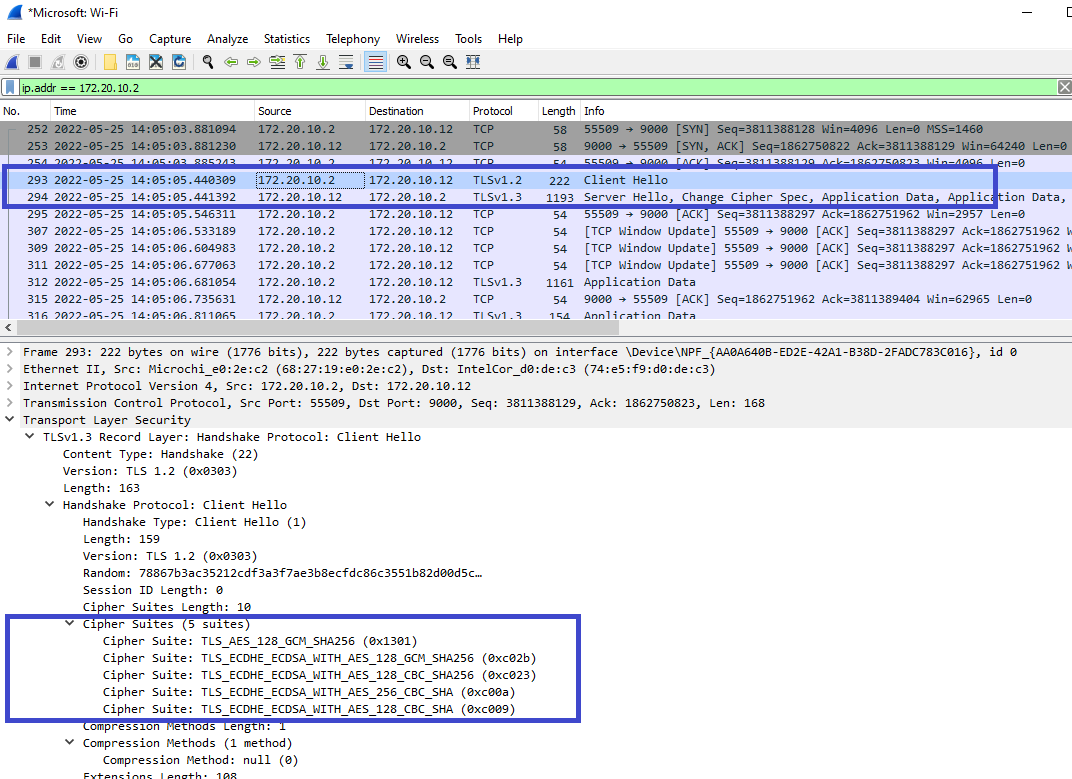 *Microsoft: Wi-Fi
File Edit View Go Capture Analyze Statistics Telephony Wireless Tools Help
ip.addr == 172.20.10.2
No. Time Source Destination Protocol Length Info
252 2022-05-25 14:05:03.881094 172.20.10.2 172.20.10.12 TCP 58 55509 → 9000 [SYN] Seq=3811388128 Win=4096 Len=0 MSS=1460
253 2022-05-25 14:05:03.881230 172.20.10.12 172.20.10.2 TCP 58 9000 → 55509 [SYN, ACK] Seq=1862750822 Ack=3811388129 Win=64240 Len=0
254 2022-05-25 14:05:03.885243 172.20.10.2 172.20.10.12 TCP 54 55509 → 9000 [ACK] Seq=3811388129 Ack=1862750823 Win=4096 Len=0
293 2022-05-25 14:05:05.440309 172.20.10.2 172.20.10.12 TLSv1.2 222 Client Hello
294 2022-05-25 14:05:05.441392 172.20.10.12 172.20.10.2 TLSv1.3 1193 Server Hello, Change Cipher Spec, Application Data, Application Data,
295 2022-05-25 14:05:05.546311 172.20.10.2 172.20.10.12 TCP 54 55509 → 9000 [ACK] Seq=3811388297 Ack=1862751962 Win=2957 Len=0
307 2022-05-25 14:05:06.533189 172.20.10.2 172.20.10.12 TCP 54 [TCP Window Update] 55509 → 9000 [ACK] Seq=3811388297 Ack=1862751962 W
309 2022-05-25 14:05:06.604983 172.20.10.2 172.20.10.12 TCP 54 [TCP Window Update] 55509 → 9000 [ACK] Seq=3811388297 Ack=1862751962 W
311 2022-05-25 14:05:06.677063 172.20.10.2 172.20.10.12 TCP 54 [TCP Window Update] 55509 → 9000 [ACK] Seq=3811388297 Ack=1862751962 W
312 2022-05-25 14:05:06.681054 172.20.10.2 172.20.10.12 TLSv1.3 1161 Application Data
315 2022-05-25 14:05:06.735631 172.20.10.12 172.20.10.2 TCP 54 9000 → 55509 [ACK] Seq=1862751962 Ack=3811389404 Win=62965 Len=0
316 2022-05-25 14:05:06.811065 172.20.10.2 172.20.10.12 TLSv1.3 154 Application Data
Frame 293: 222 bytes on wire (1776 bits), 222 bytes captured (1776 bits) on interface \Device\NPF_{AA0A640B-ED2E-42A1-B38D-2FADC783C016}, id 0
Ethernet II, Src: Microchi_e0:2e:c2 (68:27:19:e0:2e:c2), Dst: IntelCor_d0:de:c3 (74:e5:f9:d0:de:c3)
Internet Protocol Version 4, Src: 172.20.10.2, Dst: 172.20.10.12
Transmission Control Protocol, Src Port: 55509, Dst Port: 9000, Seq: 3811388129, Ack: 1862750823, Len: 168
Transport Layer Security
TLSv1.3 Record Layer: Handshake Protocol: Client Hello
Content Type: Handshake (22)
Version: TLS 1.2 (0x0303)
Length: 163
Handshake Protocol: Client Hello
Handshake Type: Client Hello (1)
Length: 159
Version: TLS 1.2 (0x0303)
Random: 78867b3ac35212cdf3a3f7ae3b8ecfdc86c3551b82d00d5c…
Session ID Length: 0
Cipher Suites Length: 10
Cipher Suites (5 suites)
Cipher Suite: TLS_AES_128_GCM_SHA256 (0x1301)
Cipher Suite: TLS_ECDHE_ECDSA_WITH_AES_128_GCM_SHA256 (0xc02b)
Cipher Suite: TLS_ECDHE_ECDSA_WITH_AES_128_CBC_SHA256 (0xc023)
Cipher Suite: TLS_ECDHE_ECDSA_WITH_AES_256_CBC_SHA (0xc00a)
Cipher Suite: TLS_ECDHE_ECDSA_WITH_AES_128_CBC_SHA (0xc009)
Compression Methods Length: 1
Compression Methods (1 method)
Compression Method: null (0)
Extensions Length: 108